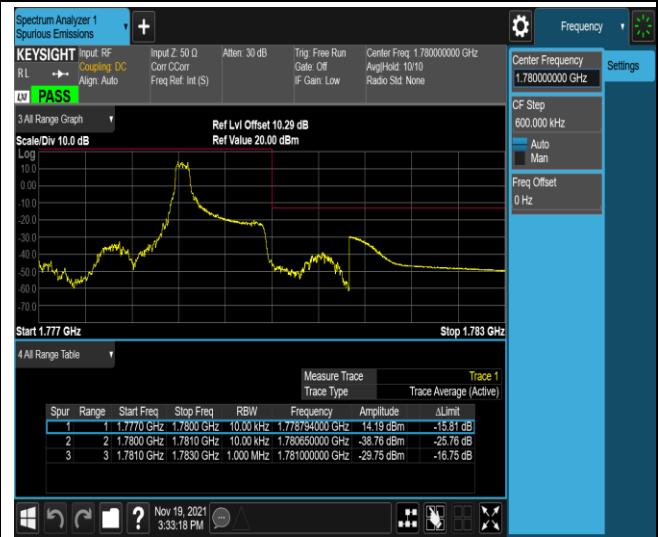 Spectrum Analyzer 1
Spurious Emissions
+
Frequency
KEYSIGHT
RL
LXI PASS
Input: RF
Coupling: DC
Align: Auto
Input Z: 50 Ω
Corr CCorr
Freq Ref: Int (S)
Atten: 30 dB
Trig: Free Run
Gate: Off
IF Gain: Low
Center Freq: 1.780000000 GHz
Avg|Hold: 10/10
Radio Std: None
Center Frequency
1.780000000 GHz
Settings
CF Step
600.000 kHz
Auto
Man
Freq Offset
0 Hz
3 All Range Graph
Scale/Div 10.0 dB
Ref Lvl Offset 10.29 dB
Ref Value 20.00 dBm
Log
10.0
0.00
-10.0
-20.0
-30.0
-40.0
-50.0
-60.0
-70.0
Start 1.777 GHz
Stop 1.783 GHz
4 All Range Table
Measure Trace Trace 1
Trace Type Trace Average (Active)
Spur Range Start Freq Stop Freq RBW Frequency Amplitude ΔLimit
1 1 1.7770 GHz 1.7800 GHz 10.00 kHz 1.778794000 GHz 14.19 dBm -15.81 dB
2 2 1.7800 GHz 1.7810 GHz 10.00 kHz 1.780650000 GHz -38.76 dBm -25.76 dB
3 3 1.7810 GHz 1.7830 GHz 1.000 MHz 1.781000000 GHz -29.75 dBm -16.75 dB
?
Nov 19, 2021
3:33:18 PM